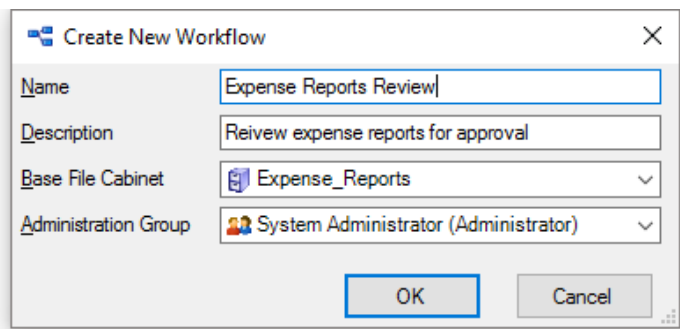 Create New Workflow
Name Expense Reports Review
Description Reivew expense reports for approval
Base File Cabinet Expense_Reports
Administration Group System Administrator (Administrator)
OK Cancel